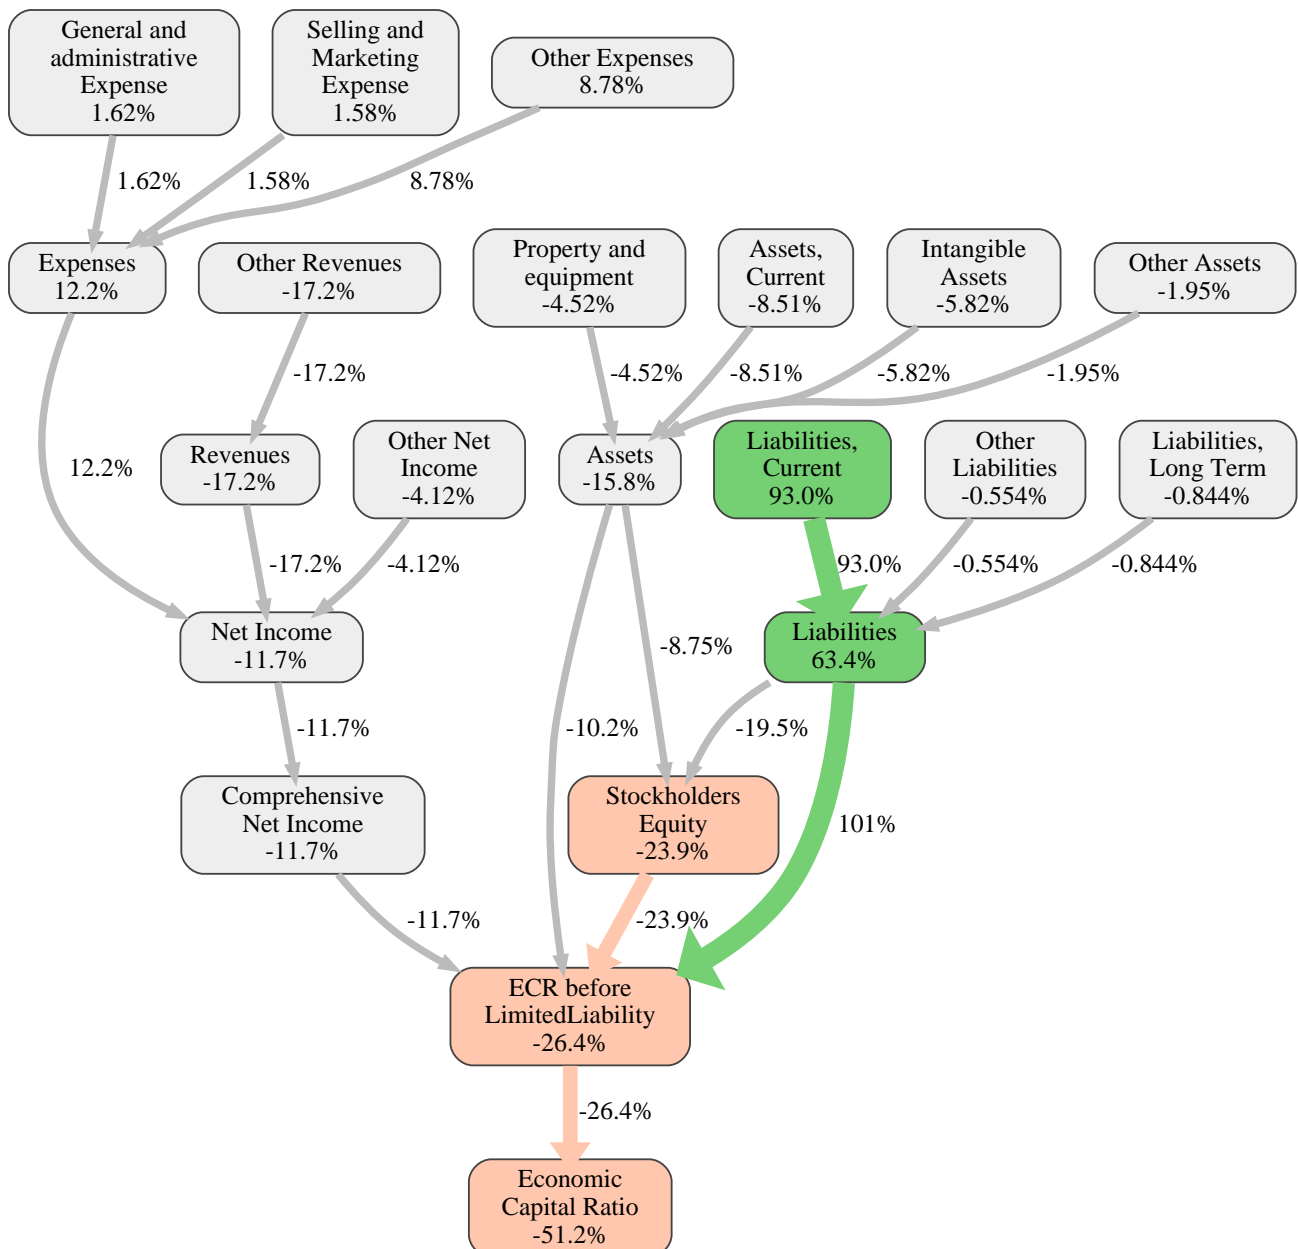 General and
administrative
Expense
1.62%
Selling and
Marketing
Expense
1.58%
Other Expenses
8.78%
1.62%
1.58%
8.78%
Expenses
12.2%
Other Revenues
-17.2%
Property and
equipment
-4.52%
Assets,
Current
-8.51%
Intangible
Assets
-5.82%
Other Assets
-1.95%
-17.2%
-4.52%
-8.51%
-5.82%
-1.95%
12.2%
Revenues
-17.2%
Other Net
Income
-4.12%
Assets
-15.8%
Liabilities,
Current
93.0%
Other
Liabilities
-0.554%
Liabilities,
Long Term
-0.844%
-17.2%
-4.12%
93.0%
-0.554%
-0.844%
Net Income
-11.7%
-8.75%
Liabilities
63.4%
-11.7%
-10.2%
-19.5%
Comprehensive
Net Income
-11.7%
Stockholders
Equity
-23.9%
101%
-11.7%
-23.9%
ECR before
LimitedLiability
-26.4%
-26.4%
Economic
Capital Ratio
-51.2%